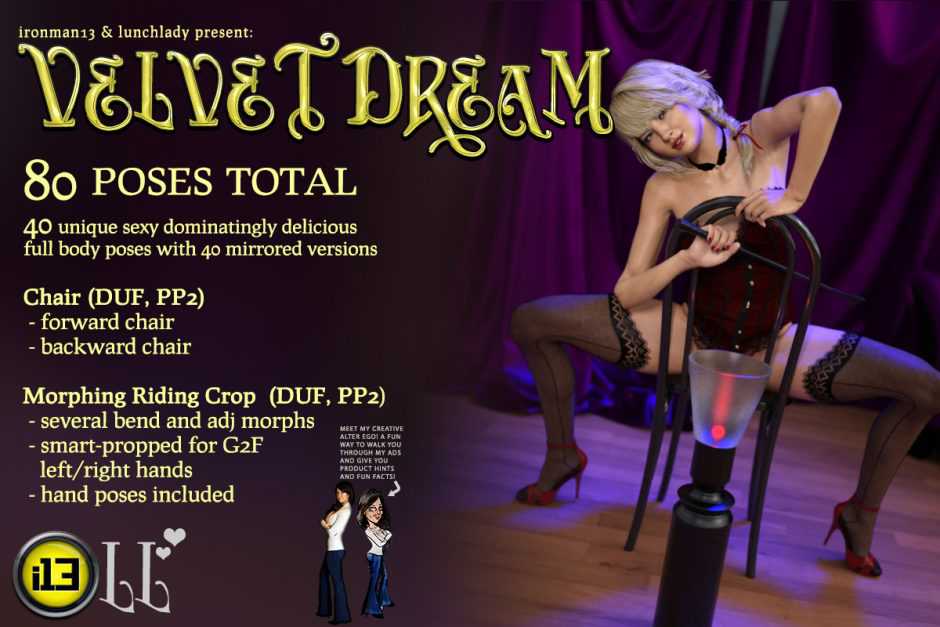 ironman13 & lunchlady present:
VELVET DREAM
80 POSES TOTAL
40 unique sexy dominatingly delicious
full body poses with 40 mirrored versions
Chair (DUF, PP2)
- forward chair
- backward chair
Morphing Riding Crop (DUF, PP2)
- several bend and adj morphs
- smart-propped for G2F
left/right hands
- hand poses included
MEET MY CREATIVE
ALTER EGO! A FUN
WAY TO WALK YOU
THROUGH MY ADS
AND GIVE YOU
PRODUCT HINTS
AND FUN FACTS!
i13
LL